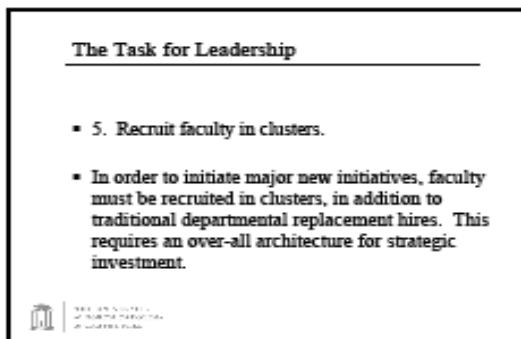 The Task for Leadership
▪ 5. Recruit faculty in clusters.
▪ In order to initiate major new initiatives, faculty
must be recruited in clusters, in addition to
traditional departmental replacement hires. This
requires an over-all architecture for strategic
investment.